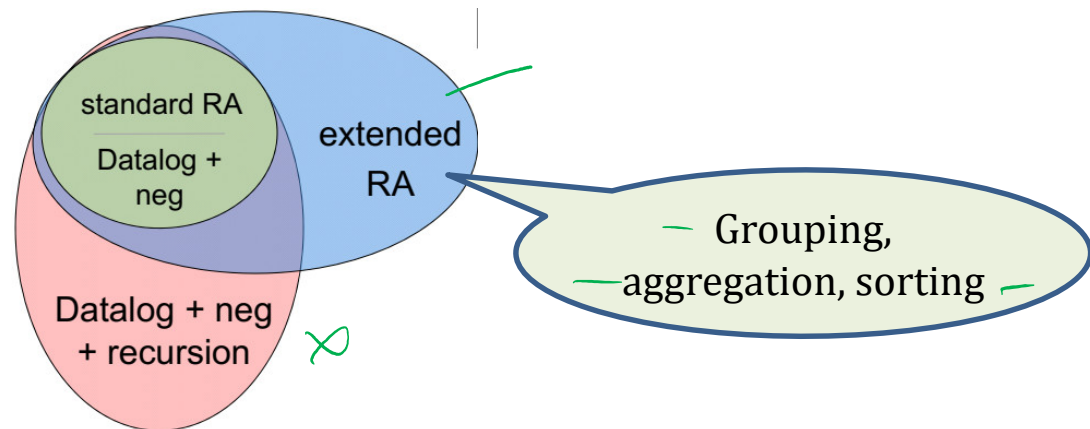 standard RA
Datalog +
neg
extended
RA
Grouping,
aggregation, sorting
Datalog + neg
+ recursion